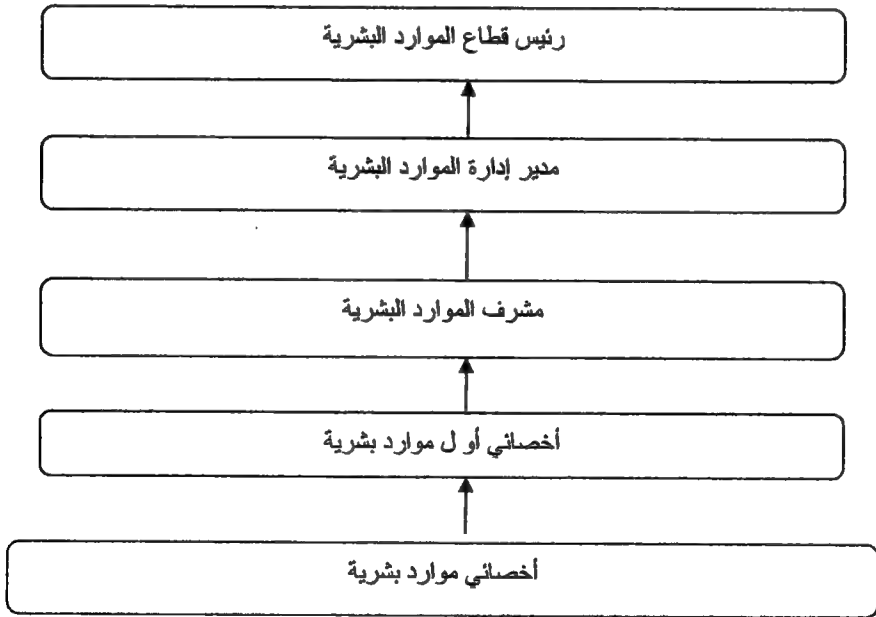 رئيس قطاع الموارد البشرية
مدير إدارة الموارد البشرية
مشرف الموارد البشرية
أخصائي أو ل موارد بشرية
أخصائي موارد بشرية